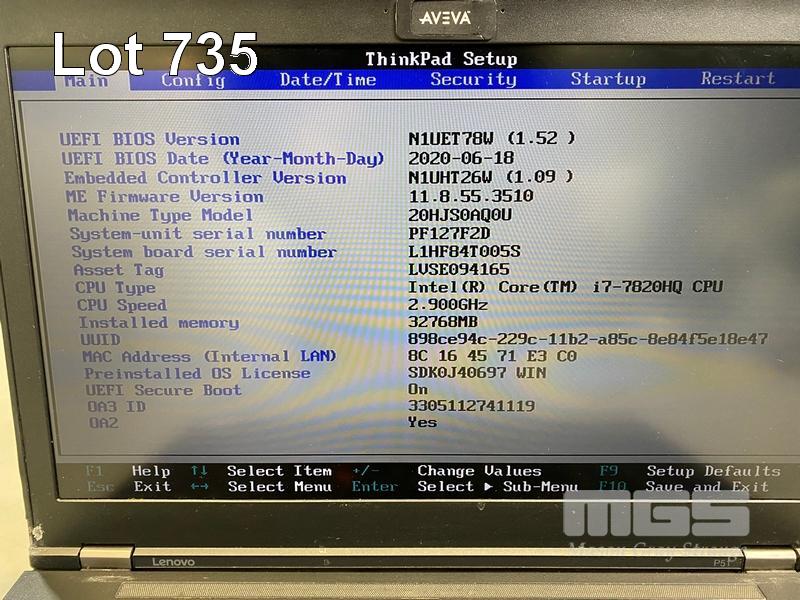 AVEVA
Lot 735
ThinkPad Setup
Main Config Date/Time Security Startup Restart
UEFI BIOS Version N1UET78W (1.52 )
UEFI BIOS Date (Year-Month-Day) 2020-06-18
Embedded Controller Version N1UHT26W (1.09 )
ME Firmware Version 11.8.55.3510
Machine Type Model 20HJS0AQ0U
System-unit serial number PF127F2D
System board serial number L1HF84T005S
Asset Tag LVSE094165
CPU Type Intel(R) Core(TM) i7-7820HQ CPU
CPU Speed 2.900GHz
Installed memory 32768MB
UUID 898ce94c-229c-11b2-a85c-8e84f5e18e47
MAC Address (Internal LAN) 8C 16 45 71 E3 C0
Preinstalled OS License SDK0J40697 WIN
UEFI Secure Boot On
OA3 ID 3305112741119
OA2 Yes
F1 Help ↑↓ Select Item +/- Change Values F9 Setup Defaults
Esc Exit ←→ Select Menu Enter Select ▶ Sub-Menu F10 Save and Exit
MGS
Lenovo